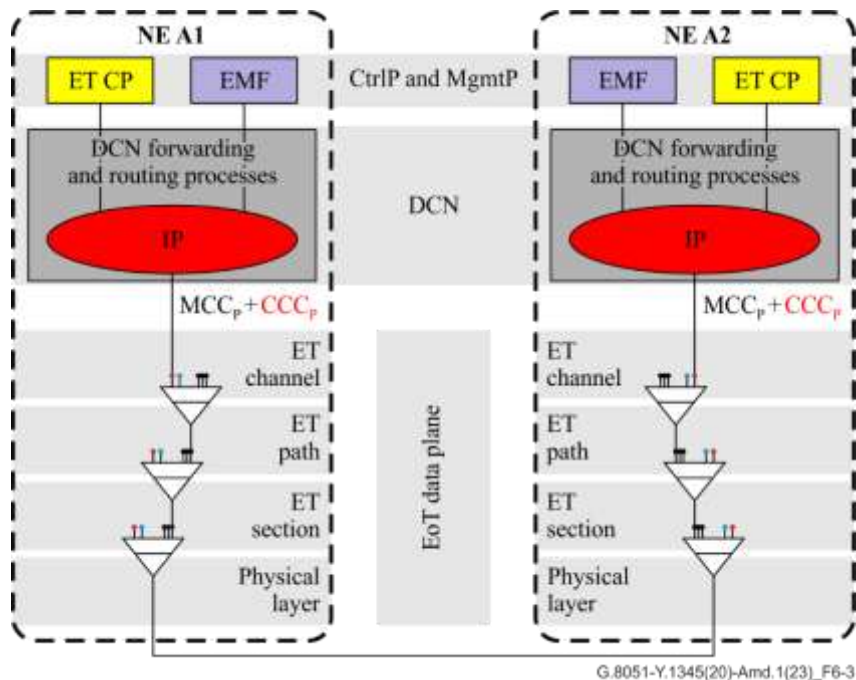 NE A1
NE A2
ET CP
EMF
CtrlP and MgmtP
EMF
ET CP
DCN forwarding
and routing processes
IP
DCN
DCN forwarding
and routing processes
IP
MCCP + CCCP
MCCP + CCCP
ET
channel
ET
path
ET
section
Physical
layer
EoT data plane
ET
channel
ET
path
ET
section
Physical
layer
G.8051-Y.1345(20)-Amd.1(23)_F6-3